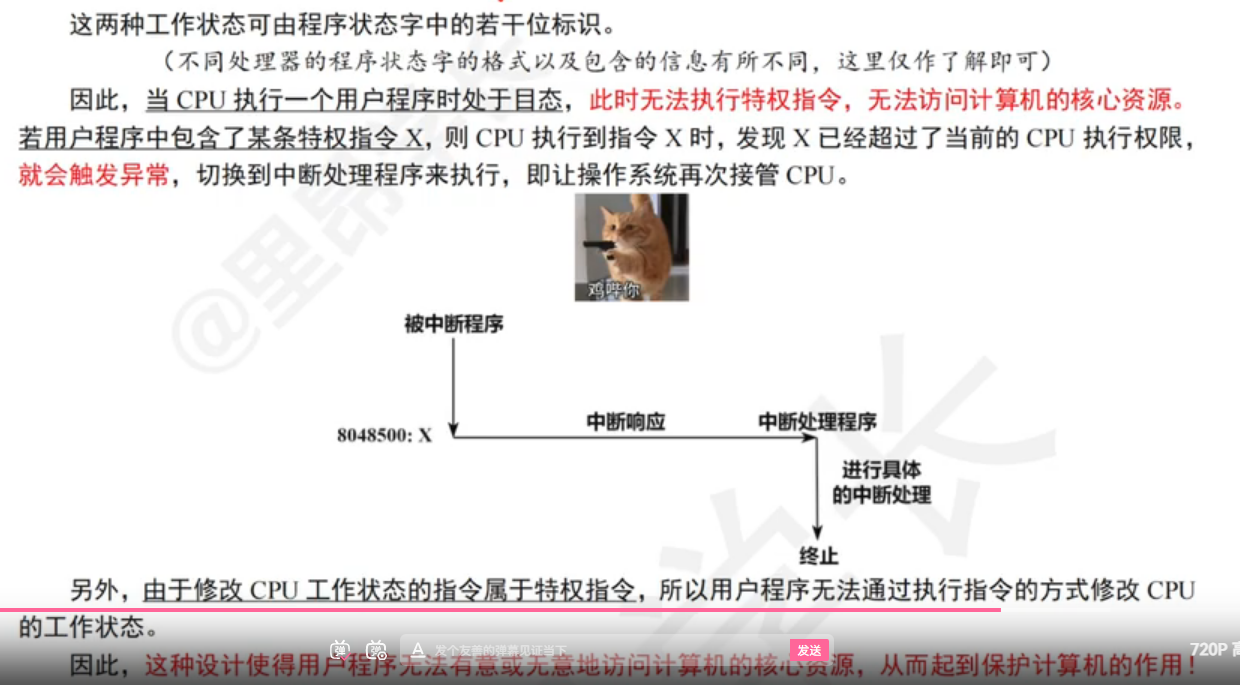 这两种工作状态可由程序状态字中的若干位标识。
（不同处理器的程序状态字的格式以及包含的信息有所不同，这里仅作了解即可）
因此，当 CPU 执行一个用户程序时处于目态，此时无法执行特权指令，无法访问计算机的核心资源。
若用户程序中包含了某条特权指令 X，则 CPU 执行到指令 X 时，发现 X 已经超过了当前的 CPU 执行权限，
就会触发异常，切换到中断处理程序来执行，即让操作系统再次接管 CPU。
@里昂学长
鸡哔你
被中断程序
中断响应
中断处理程序
8048500: X
进行具体
的中断处理
终止
学长
另外，由于修改 CPU 工作状态的指令属于特权指令，所以用户程序无法通过执行指令的方式修改 CPU
的工作状态。
弹 弹 A 发个友善的弹幕见证当下 发送 720P 高
因此，这种设计使得用户程序无法有意或无意地访问计算机的核心资源，从而起到保护计算机的作用！